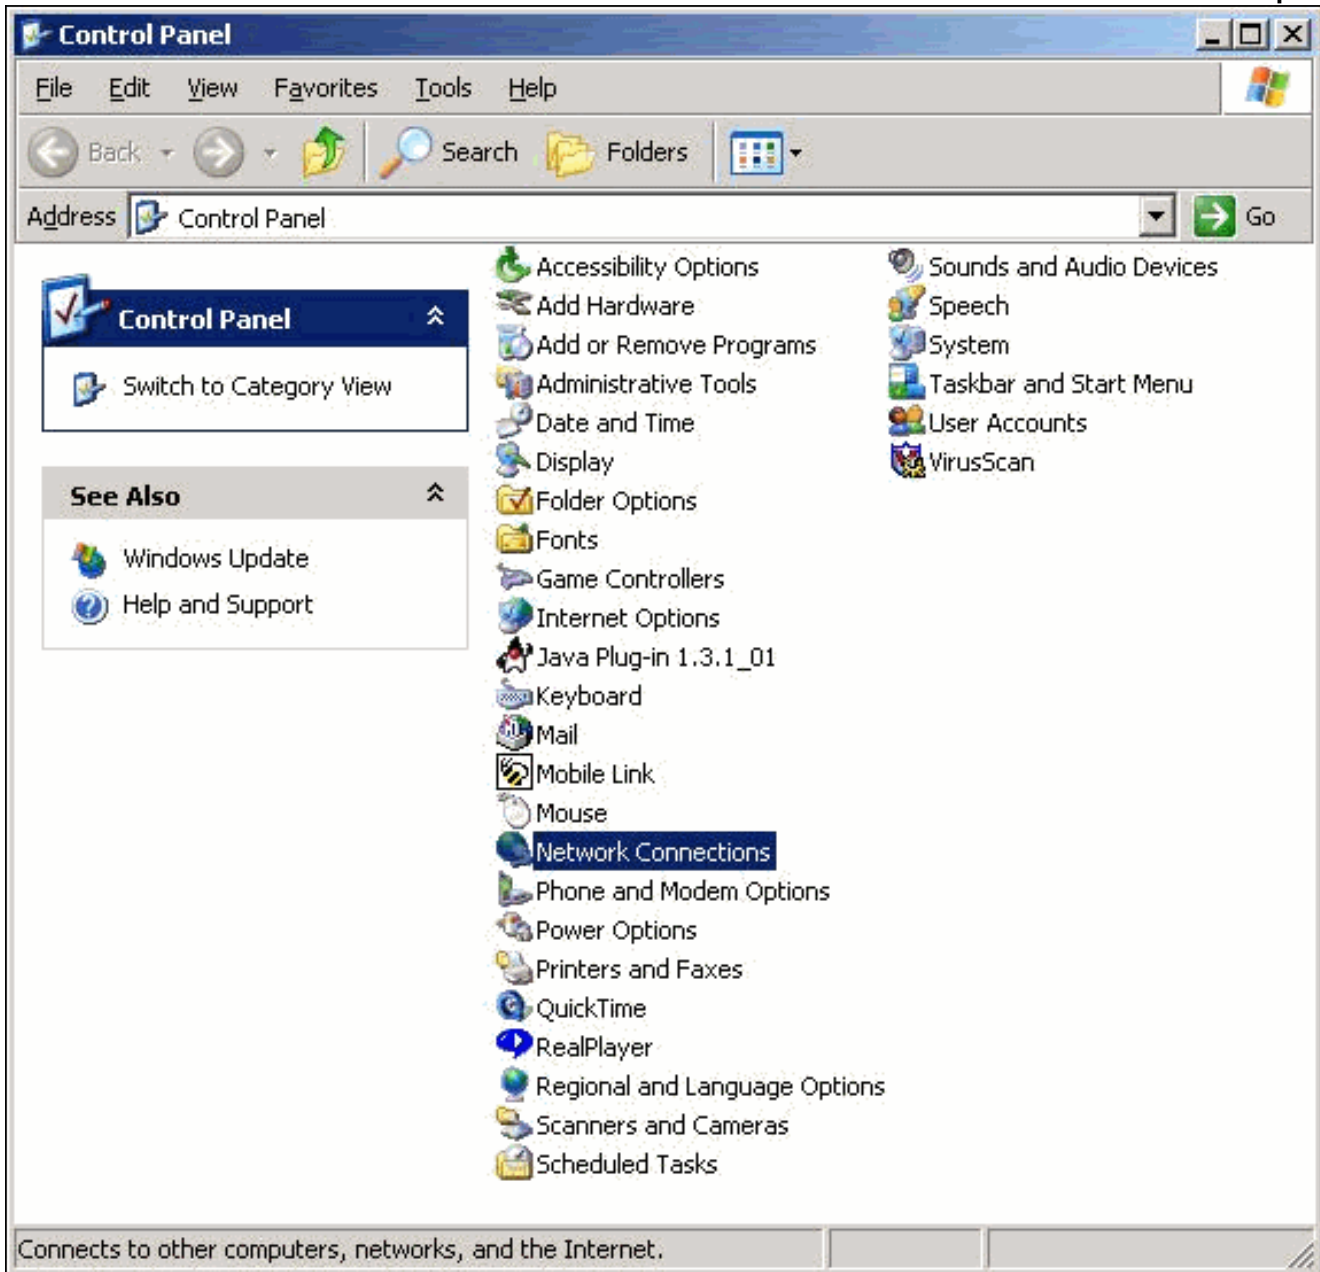 Control Panel
File Edit View Favorites Tools Help
Back Search Folders
Address Control Panel Go
Control Panel
Switch to Category View
See Also
Windows Update
Help and Support
Accessibility Options
Add Hardware
Add or Remove Programs
Administrative Tools
Date and Time
Display
Folder Options
Fonts
Game Controllers
Internet Options
Java Plug-in 1.3.1_01
Keyboard
Mail
Mobile Link
Mouse
Network Connections
Phone and Modem Options
Power Options
Printers and Faxes
QuickTime
RealPlayer
Regional and Language Options
Scanners and Cameras
Scheduled Tasks
Sounds and Audio Devices
Speech
System
Taskbar and Start Menu
User Accounts
VirusScan
Connects to other computers, networks, and the Internet.